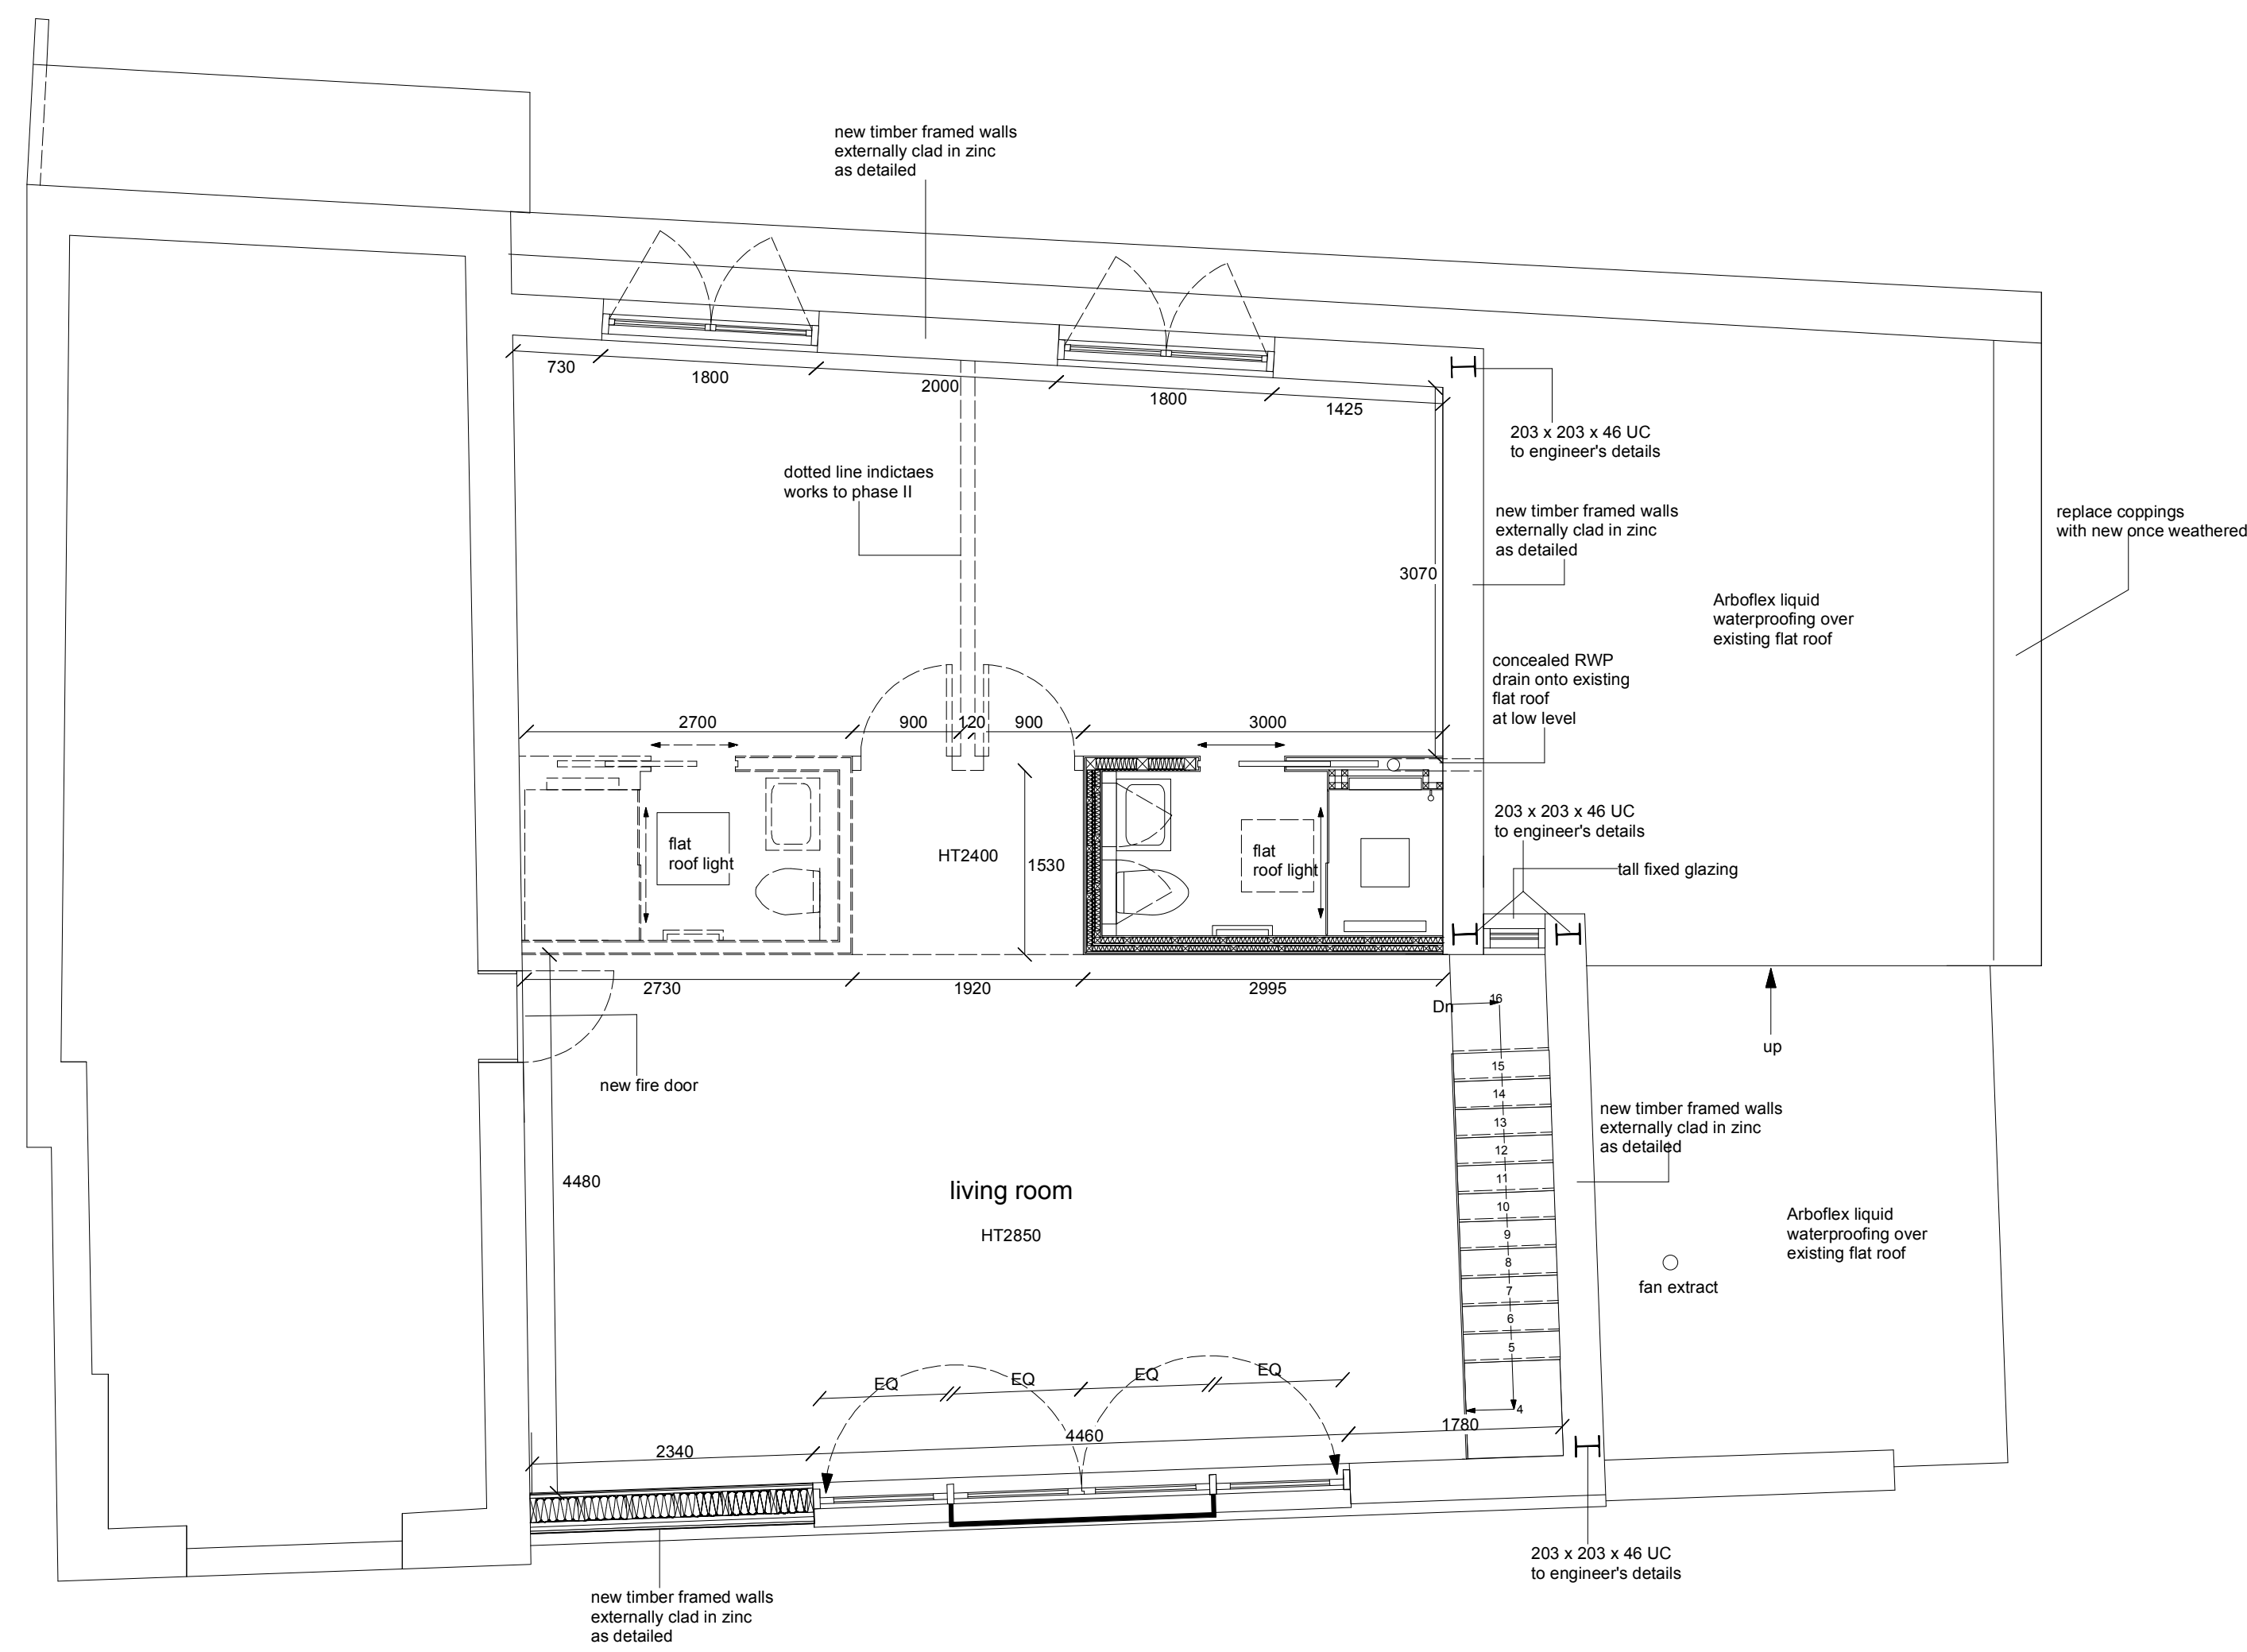 new timber framed walls
externally clad in zinc
as detailed
730
1800
2000
1800
1425
203 x 203 x 46 UC
to engineer's details
dotted line indictaes
works to phase II
new timber framed walls
externally clad in zinc
as detailed
replace coppings
with new once weathered
3070
Arboflex liquid
waterproofing over
existing flat roof
concealed RWP
drain onto existing
flat roof
at low level
2700
900
120
900
3000
203 x 203 x 46 UC
to engineer's details
flat
roof light
HT2400
1530
flat
roof light
tall fixed glazing
2730
1920
2995
Dn
16
up
new fire door
15
14
13
12
11
10
9
8
7
6
5
4
new timber framed walls
externally clad in zinc
as detailed
4480
living room
HT2850
Arboflex liquid
waterproofing over
existing flat roof
fan extract
EQ
EQ
EQ
EQ
2340
4460
1780
203 x 203 x 46 UC
to engineer's details
new timber framed walls
externally clad in zinc
as detailed